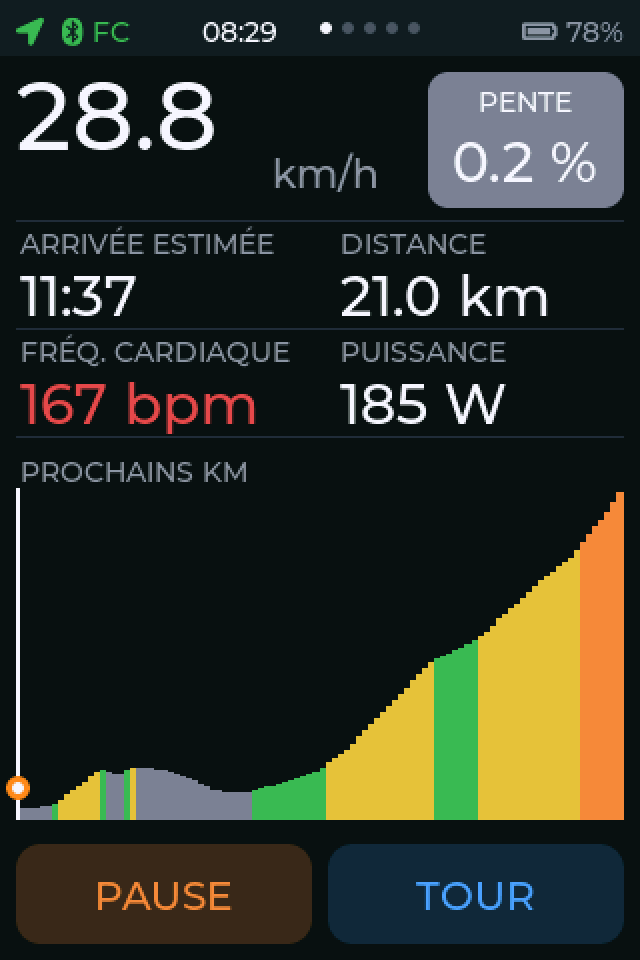 FC 08:29 78%
28.8 km/h
PENTE
0.2 %
ARRIVÉE ESTIMÉE DISTANCE
11:37 21.0 km
FRÉQ. CARDIAQUE PUISSANCE
167 bpm 185 W
PROCHAINS KM
PAUSE TOUR